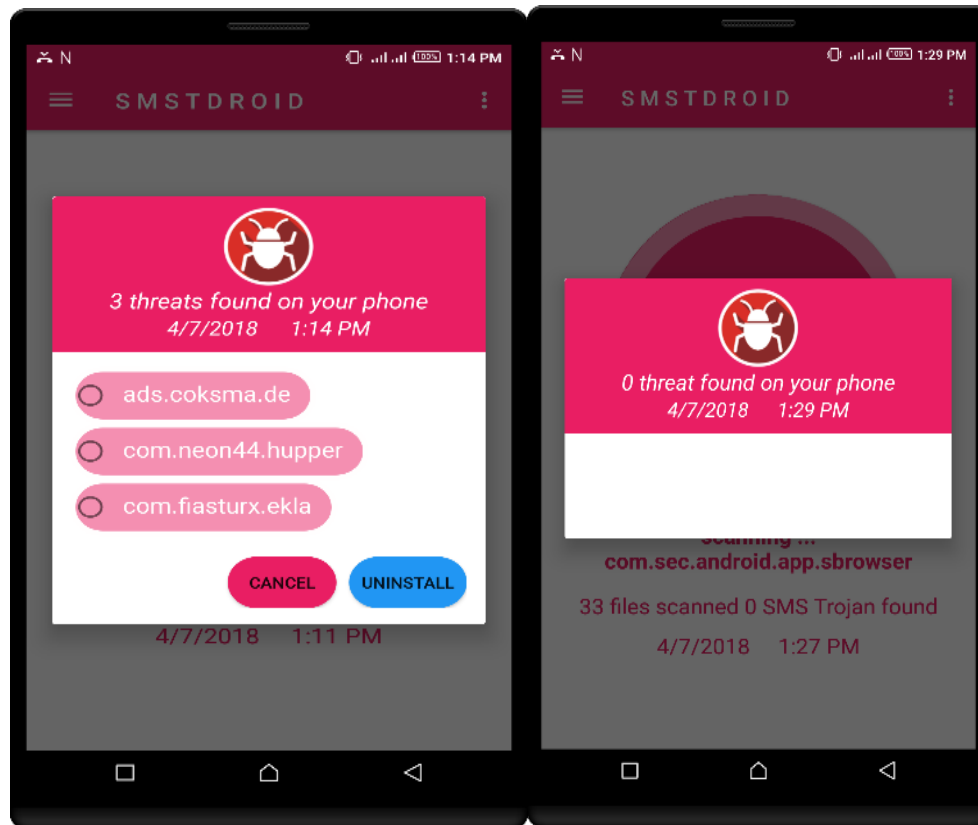 N 100% 1:14 PM
SMSTDROID
3 threats found on your phone
4/7/2018 1:14 PM
ads.coksma.de
com.neon44.hupper
com.fiasturx.ekla
CANCEL UNINSTALL
4/7/2018 1:11 PM
N 100% 1:29 PM
SMSTDROID
0 threat found on your phone
4/7/2018 1:29 PM
scanning ...
com.sec.android.app.sbrowser
33 files scanned 0 SMS Trojan found
4/7/2018 1:27 PM